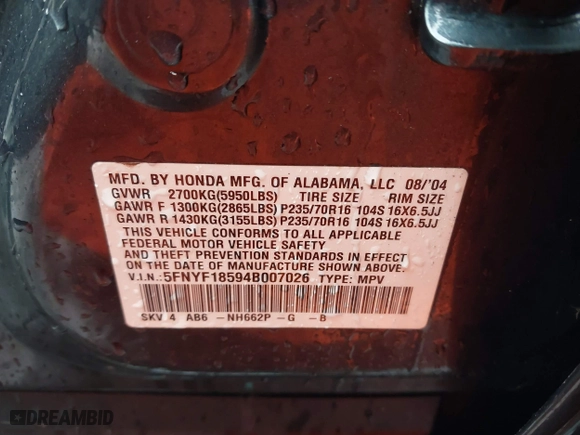 MFD. BY HONDA MFG. OF ALABAMA, LLC 08/'04
GVWR 2700KG(5950LBS) TIRE SIZE RIM SIZE
GAWR F 1300KG(2865LBS) P235/70R16 104S 16X6.5JJ
GAWR R 1430KG(3155LBS) P235/70R16 104S 16X6.5JJ
THIS VEHICLE CONFORMS TO ALL APPLICABLE
FEDERAL MOTOR VEHICLE SAFETY
AND THEFT PREVENTION STANDARDS IN EFFECT
ON THE DATE OF MANUFACTURE SHOWN ABOVE.
V.I.N.: 5FNYF18594B007026 TYPE: MPV
SKV 4 AB6 -NH662P -G -B
DREAMBID